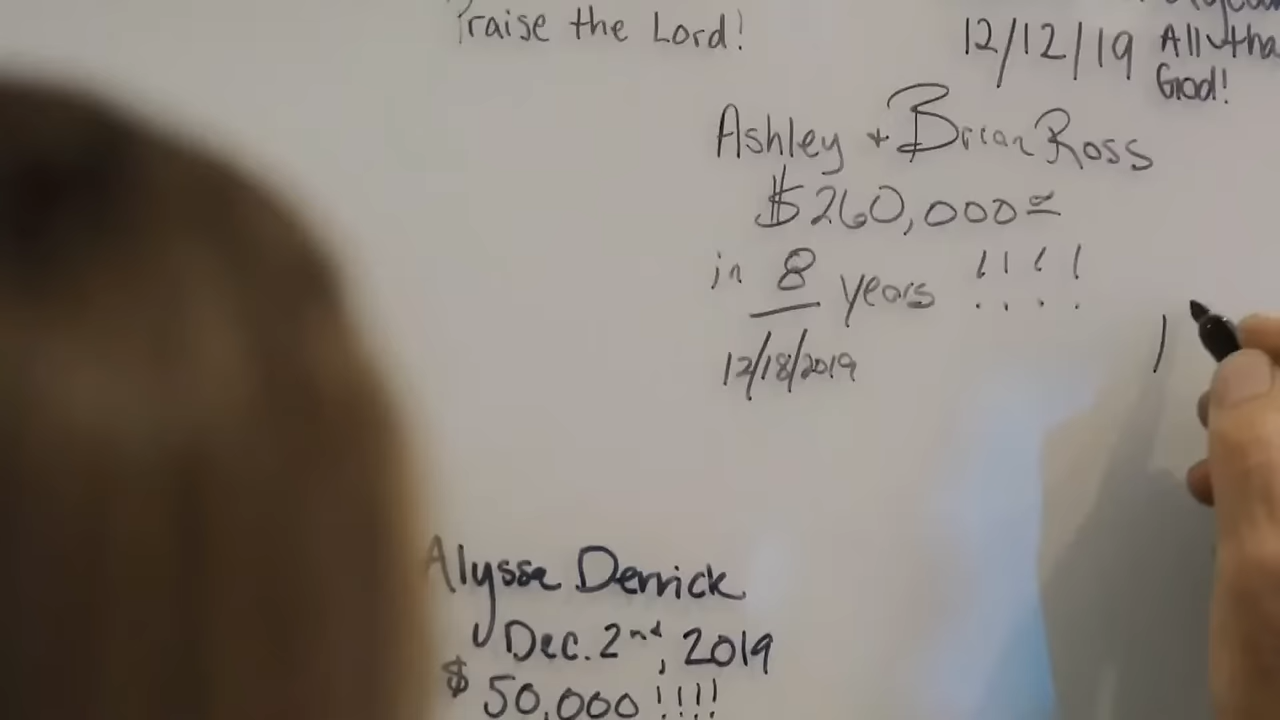 Praise the Lord!
12/12/19
God!
Ashley + Brian Ross
$260,000
in 8 years !!!!
12/18/2019
Alyssa Derrick
Dec. 2nd, 2019
$50,000 !!!!